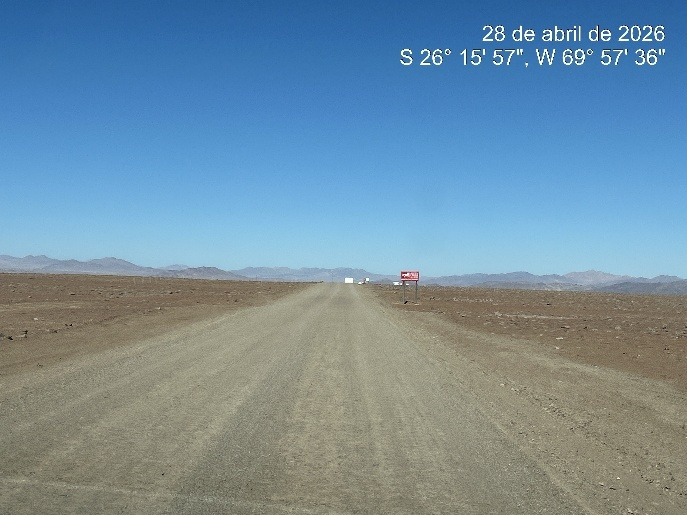 28 de abril de 2026
S 26° 15' 57", W 69° 57' 36"